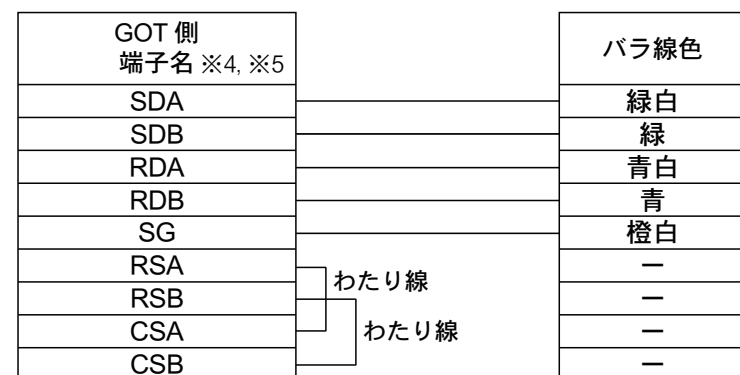 GOT 側
端子名 ※4, ※5
バラ線色
SDA
緑白
SDB
緑
RDA
青白
RDB
青
SG
橙白
RSA
ー
わたり線
RSB
ー
CSA
わたり線
ー
CSB
ー